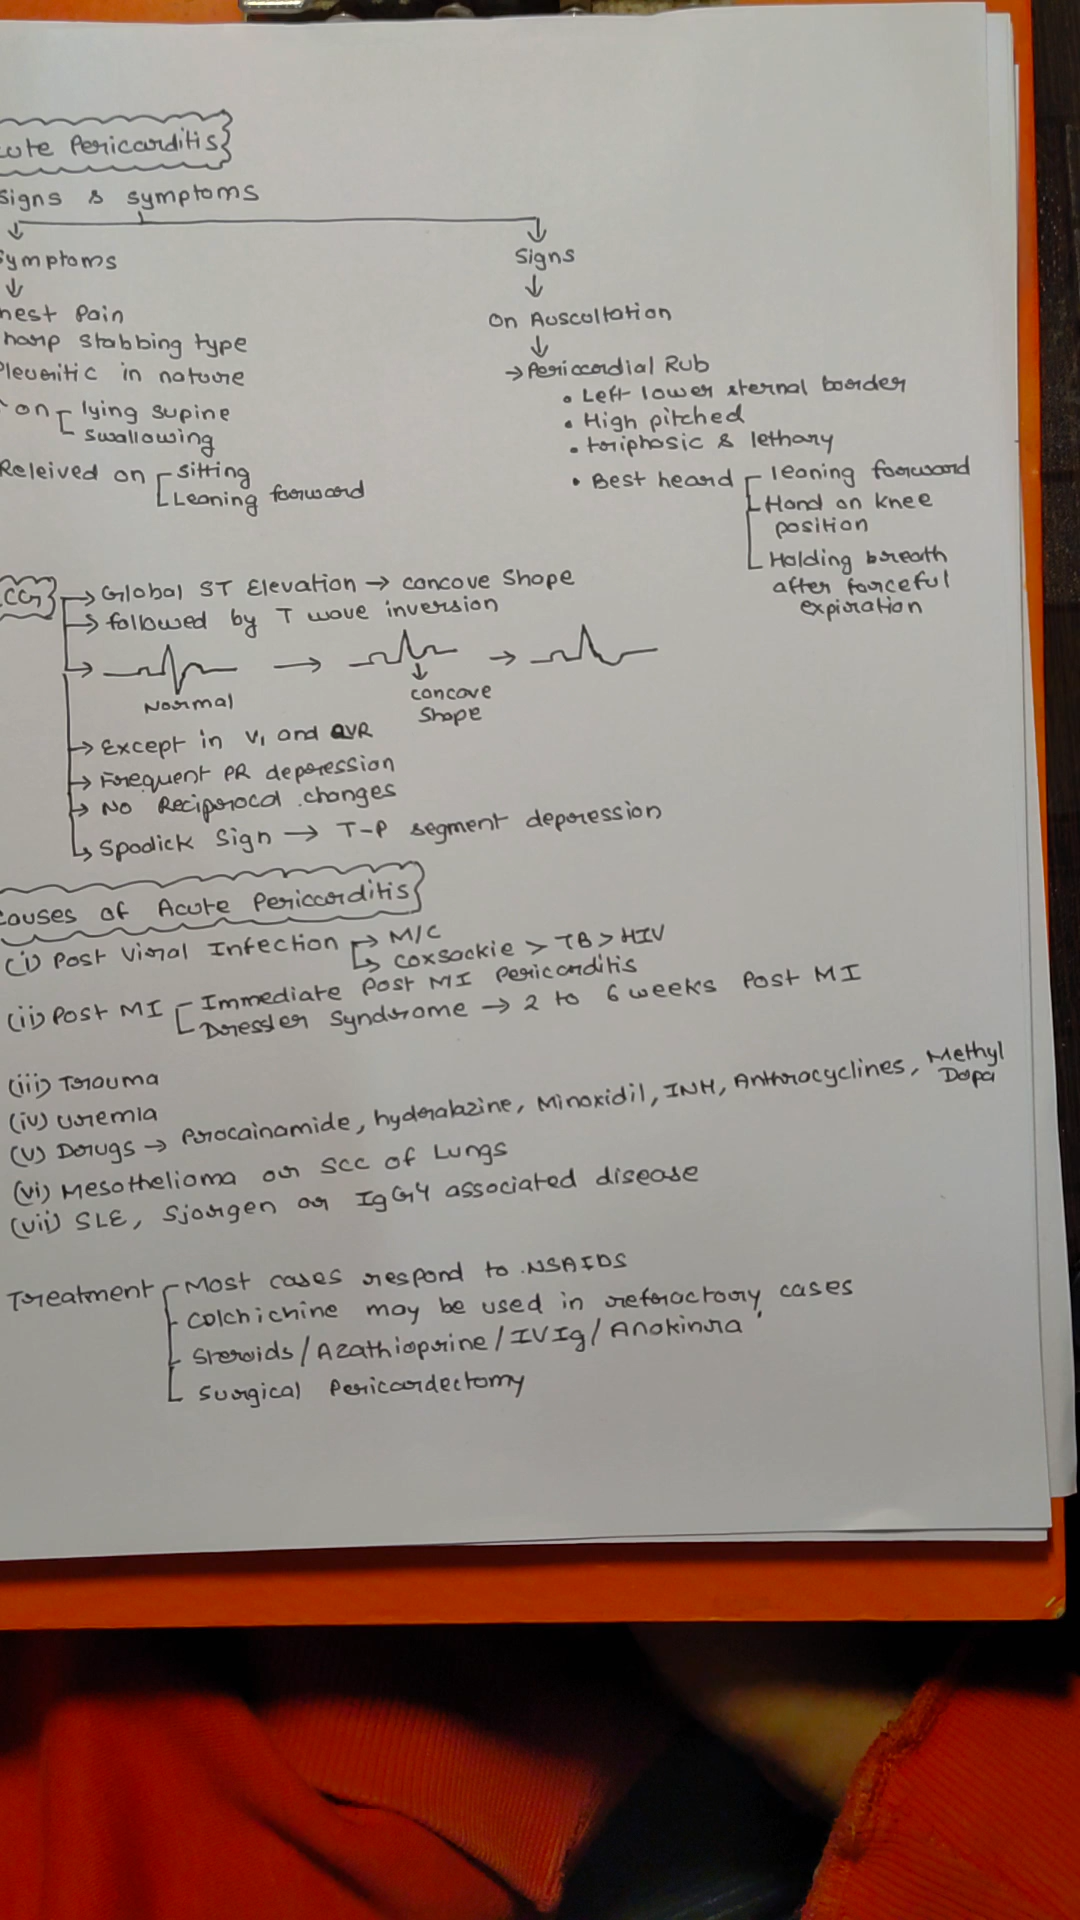 cute Pericarditis
Signs & symptoms
symptoms
Signs
hest Pain
harp stabbing type
Pleuritic in nature
on lying supine
swallowing
Releived on sitting
Leaning forward
On Auscultation
→ Pericardial Rub
• Left lower sternal border
• High pitched
• triphasic & lethary
• Best heard leaning forward
Hand on knee
position
Holding breath
after forceful
expiration
CG → Global ST Elevation → concave Shape
→ followed by T wave inversion
→ → →
Normal
concave
Shape
→ Except in V1 and aVR
→ Frequent PR depression
→ No Reciprocal changes
→ Spodick Sign → T-P segment depression
Causes of Acute Pericarditis
(i) Post Viral Infection → M/C
→ coxsackie > TB > HIV
(ii) Post MI Immediate Post MI Pericarditis
Dressler Syndrome → 2 to 6 weeks Post MI
(iii) Trauma
(iv) uremia
(v) Drugs → Procainamide, hyderalazine, Minoxidil, INH, Anthracyclines, Methyl
Dopa
(vi) Mesothelioma or SCC of Lungs
(vii) SLE, Sjorgen or IgG4 associated disease
Treatment Most cases respond to NSAIDS
Colchichine may be used in refractory cases
Steroids / Azathioprine / IVIg / Anakinra
Surgical Pericardectomy